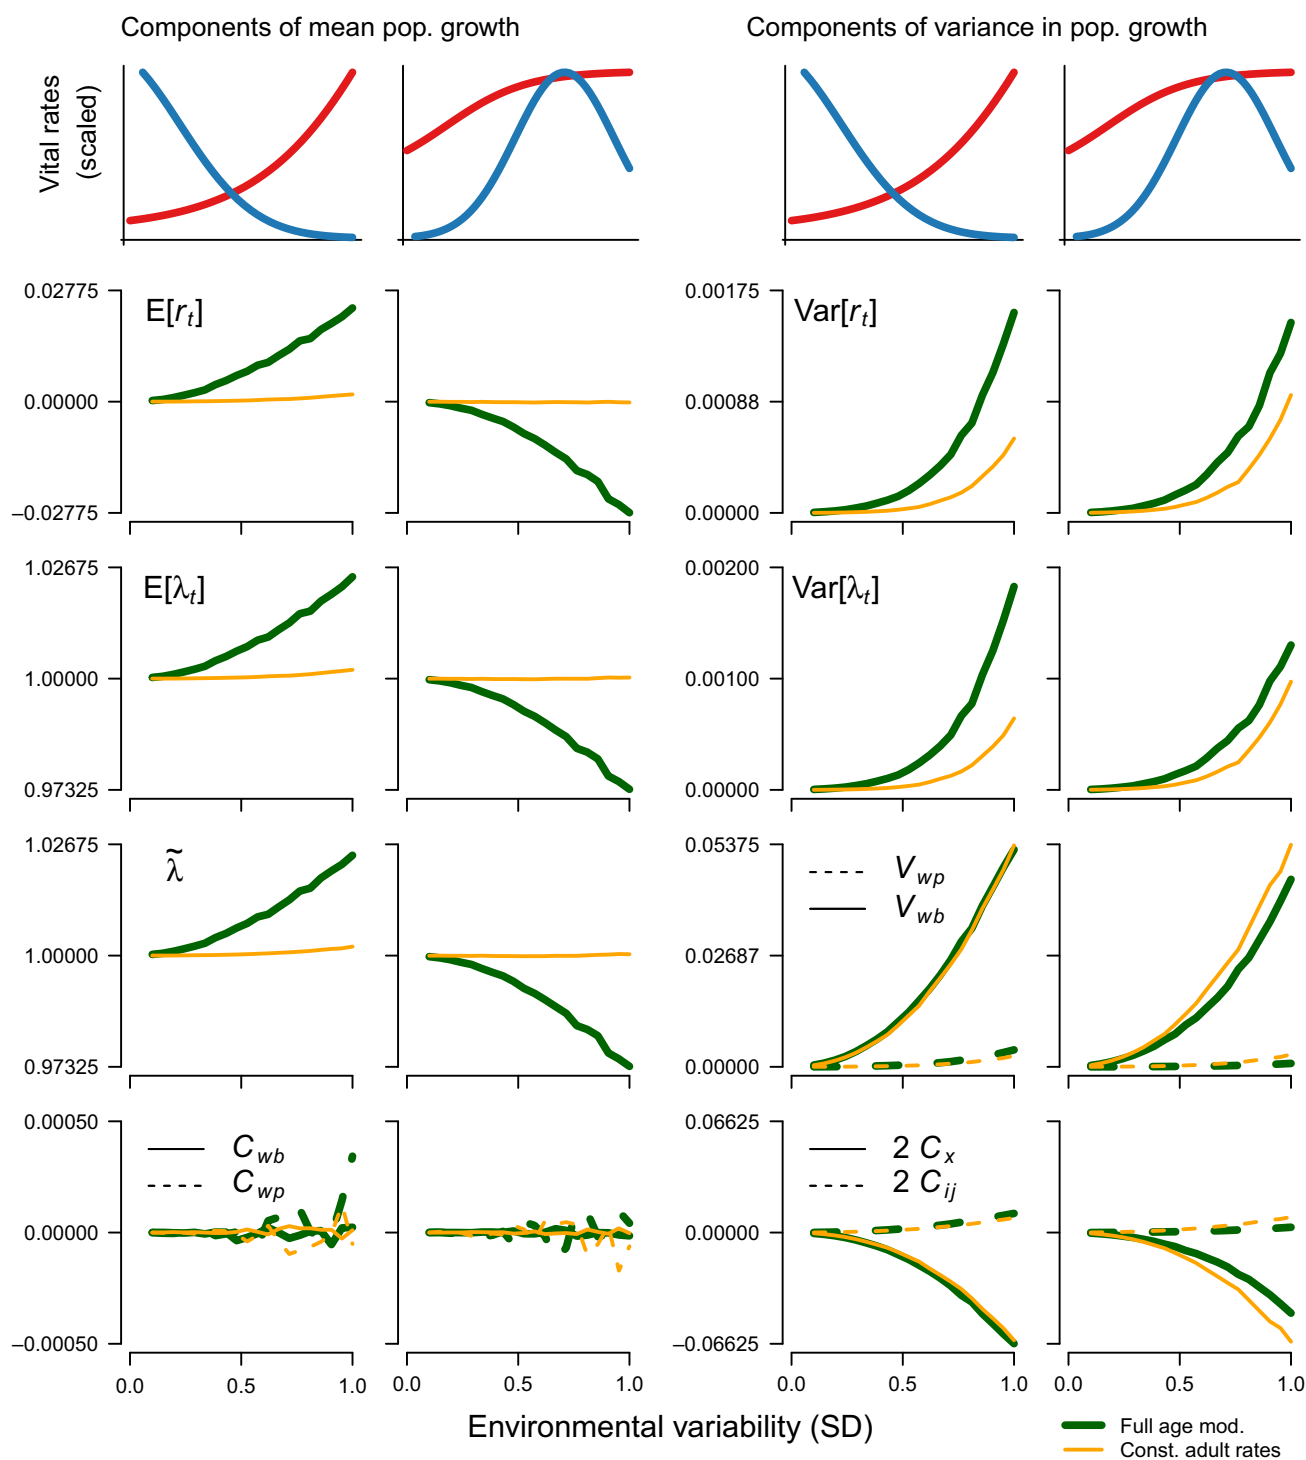 Components of mean pop. growth
Components of variance in pop. growth
Vital rates
(scaled)
0.02775
0.00000
−0.02775
E[r_t]
0.00175
0.00088
0.00000
Var[r_t]
1.02675
1.00000
0.97325
E[λ_t]
0.00200
0.00100
0.00000
Var[λ_t]
1.02675
1.00000
0.97325
λ̃
0.05375
0.02687
0.00000
V_wp
V_wb
0.00050
0.00000
−0.00050
C_wb
C_wp
0.06625
0.00000
−0.06625
2 C_x
2 C_ij
0.0 0.5 1.0 0.0 0.5 1.0 0.0 0.5 1.0 0.0 0.5 1.0
Environmental variability (SD)
Full age mod.
Const. adult rates